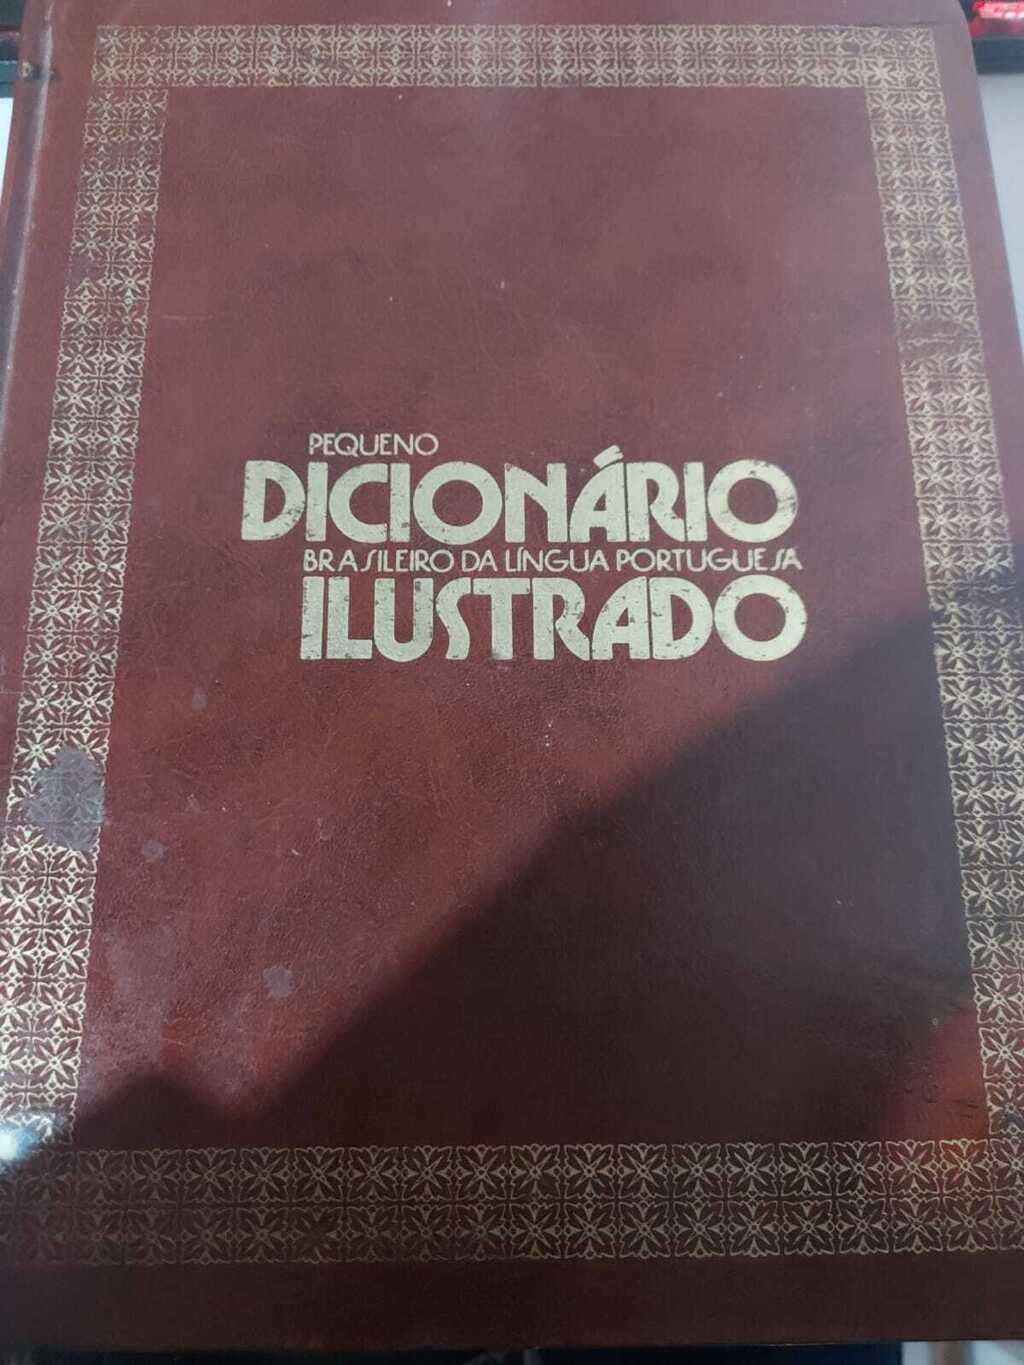 PEQUENO
DICIONÁRIO
BRASILEIRO DA LÍNGUA PORTUGUESA
ILUSTRADO